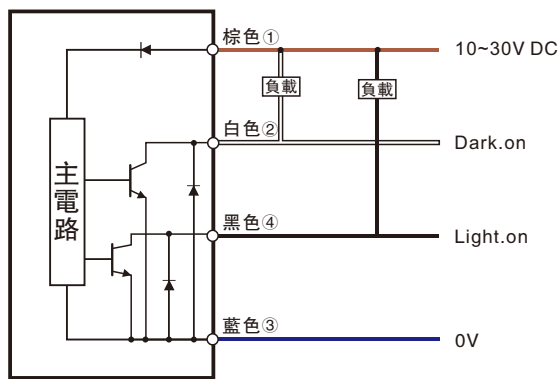 棕色① 10~30V DC
負載 負載
白色② Dark.on
主電路
黑色④ Light.on
藍色③ 0V